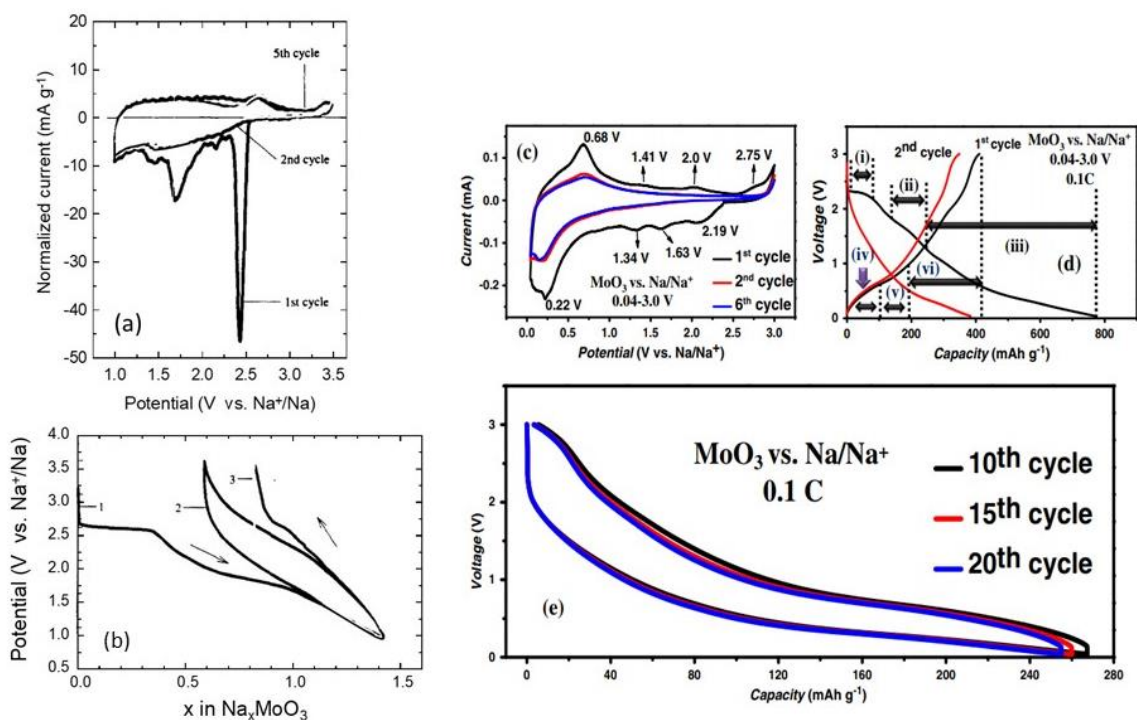 20
15
10
5
0
-5
-10
-15
-20
-30
-40
-50
Normalized current (mA g⁻¹)
5th cycle
2nd cycle
1st cycle
(a)
1.0 1.5 2.0 2.5 3.0 3.5
Potential (V vs. Na⁺/Na)
4.0
3.5
3.0
2.5
2.0
1.5
1.0
0.5
Potential (V vs. Na⁺/Na)
1
2
3
(b)
0.0 0.5 1.0 1.5
x in NaₓMoO₃
(c)
0.1
0.0
-0.1
-0.2
Current (mA)
0.68 V
1.41 V
2.0 V
2.75 V
2.19 V
1.63 V
1.34 V
0.22 V
MoO₃ vs. Na/Na⁺
0.04-3.0 V
1ˢᵗ cycle
2ⁿᵈ cycle
6ᵗʰ cycle
0.0 0.5 1.0 1.5 2.0 2.5 3.0
Potential (V vs. Na/Na⁺)
5
4
3
2
1
0
Voltage (V)
2ⁿᵈ cycle
1ˢᵗ cycle
MoO₃ vs. Na/Na⁺
0.04-3.0 V
0.1C
(i)
(ii)
(iii)
(iv)
(v)
(vi)
(d)
0 200 400 600 800
Capacity (mAh g⁻¹)
3
2
1
0
Voltage (V)
MoO₃ vs. Na/Na⁺
0.1 C
10ᵗʰ cycle
15ᵗʰ cycle
20ᵗʰ cycle
(e)
0 40 80 120 160 200 240 280
Capacity (mAh g⁻¹)